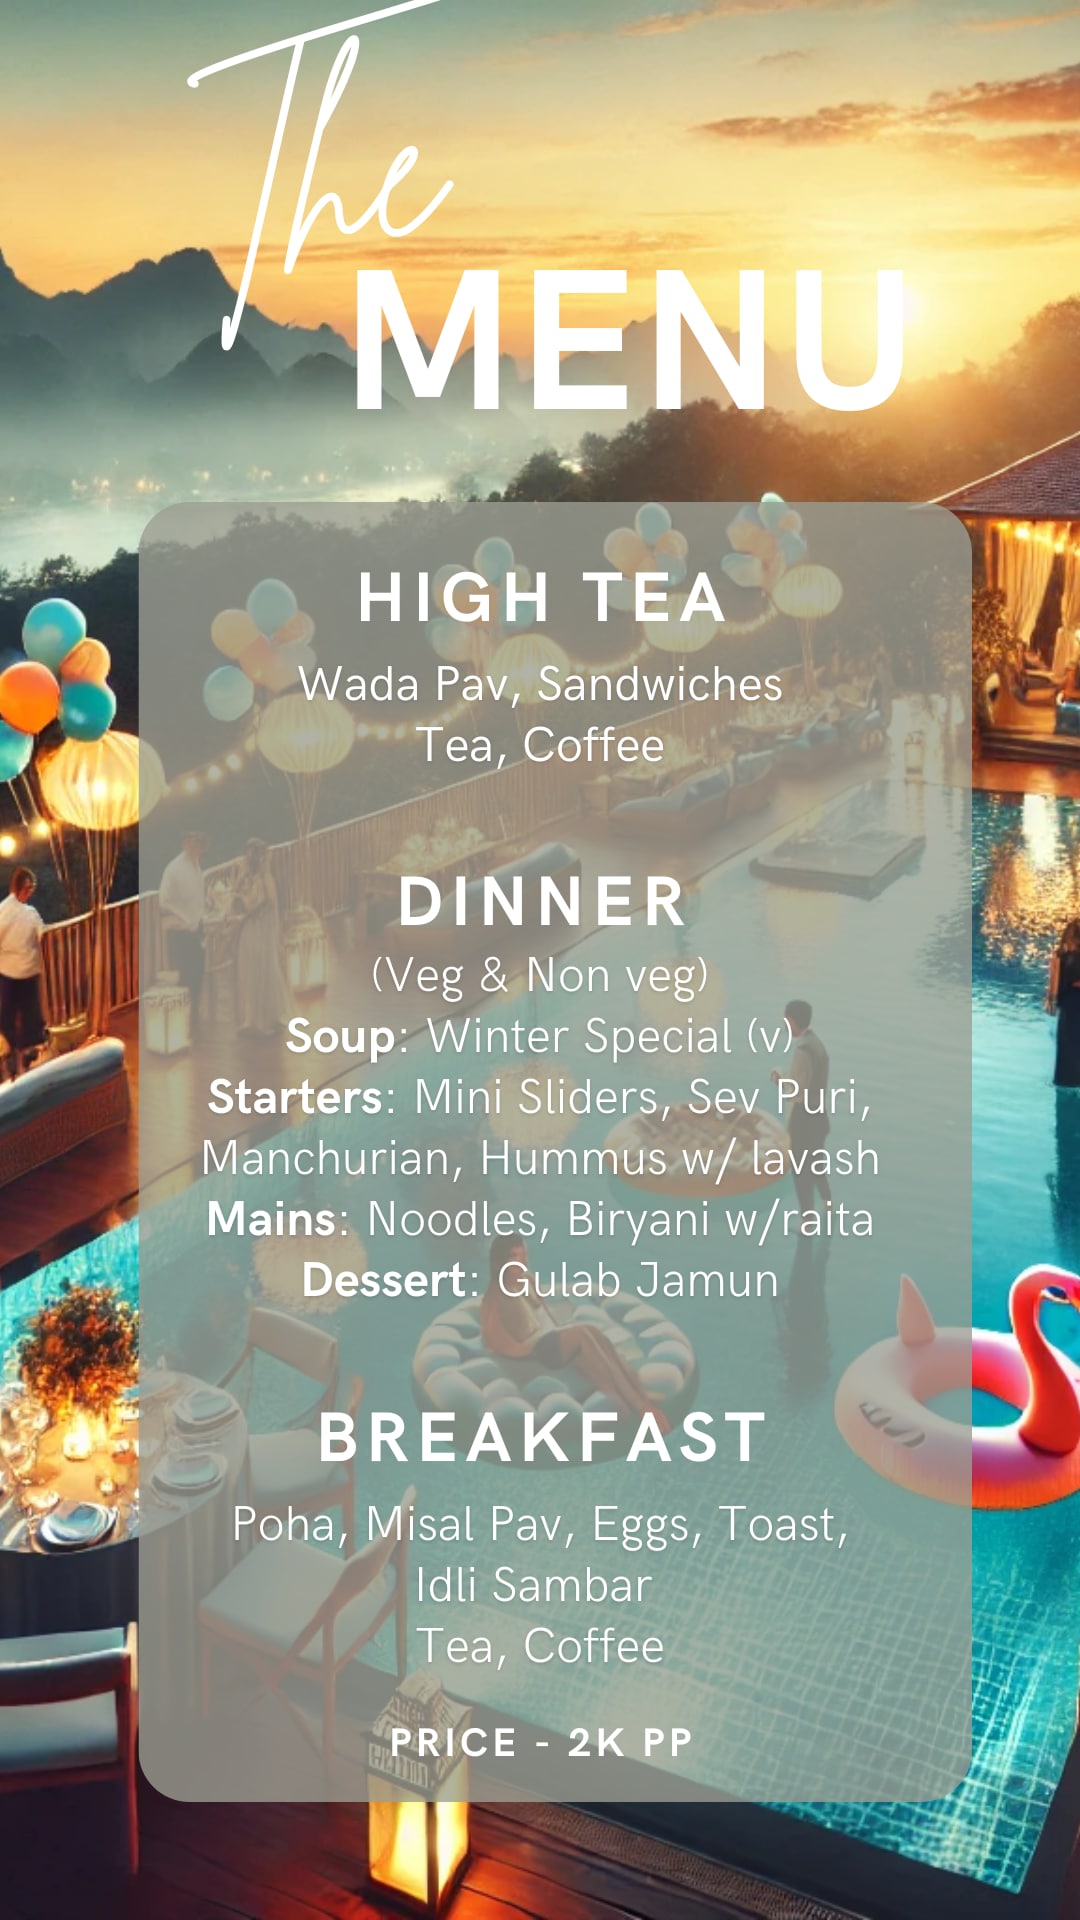 The
MENU
HIGH TEA
Wada Pav, Sandwiches
Tea, Coffee
DINNER
(Veg & Non veg)
Soup: Winter Special (v)
Starters: Mini Sliders, Sev Puri,
Manchurian, Hummus w/ lavash
Mains: Noodles, Biryani w/raita
Dessert: Gulab Jamun
BREAKFAST
Poha, Misal Pav, Eggs, Toast,
Idli Sambar
Tea, Coffee
PRICE - 2K PP